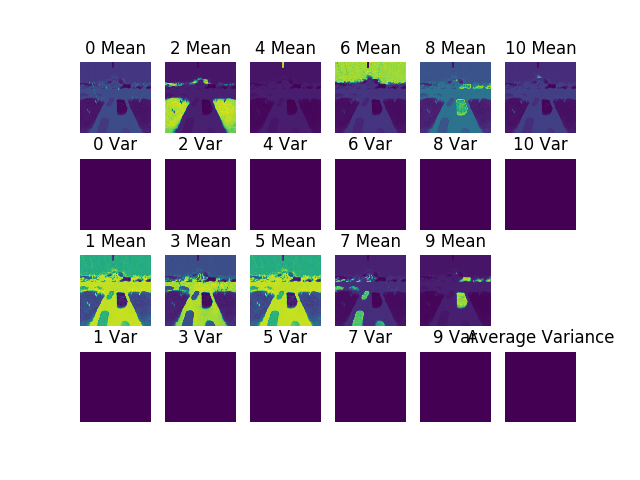 0 Mean 2 Mean 4 Mean 6 Mean 8 Mean 10 Mean
0 Var 2 Var 4 Var 6 Var 8 Var 10 Var
1 Mean 3 Mean 5 Mean 7 Mean 9 Mean
1 Var 3 Var 5 Var 7 Var 9 Var Average Variance